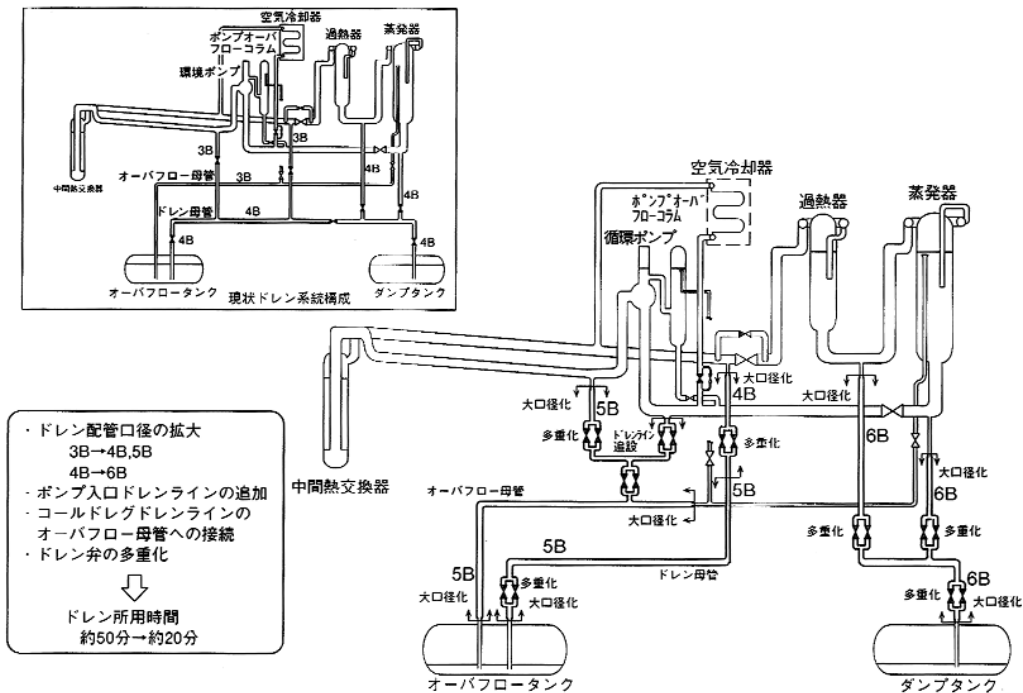 空気冷却器
ポンプオーバ
フローコラム
過熱器
蒸発器
環境ポンプ
3B
3B
4B
4B
中間熱交換器
オーバフロー母管
3B
ドレン母管
4B
4B
4B
オーバフロータンク
現状ドレン系統構成
ダンプタンク
空気冷却器
ポンプオーバ
フローコラム
循環ポンプ
過熱器
蒸発器
大口径化
5B
多重化
ドレンライン
追設
大口径化
4B
多重化
大口径化
6B
中間熱交換器
オーバフロー母管
大口径化
5B
大口径化
6B
多重化
多重化
5B
ドレン母管
5B
大口径化
多重化
大口径化
6B
多重化
大口径化
オーバフロータンク
ダンプタンク
・ドレン配管口径の拡大
3B→4B,5B
4B→6B
・ポンプ入口ドレンラインの追加
・コールドレグドレンラインの
オーバフロー母管への接続
・ドレン弁の多重化
ドレン所用時間
約50分→約20分